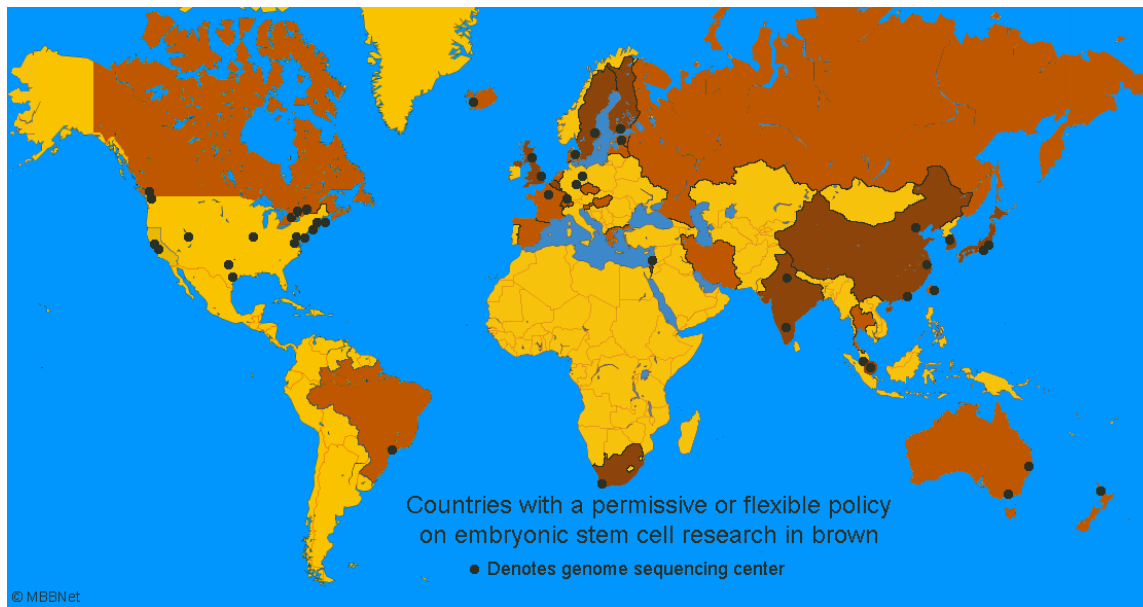 Countries with a permissive or flexible policy
on embryonic stem cell research in brown
● Denotes genome sequencing center
© MBBNet